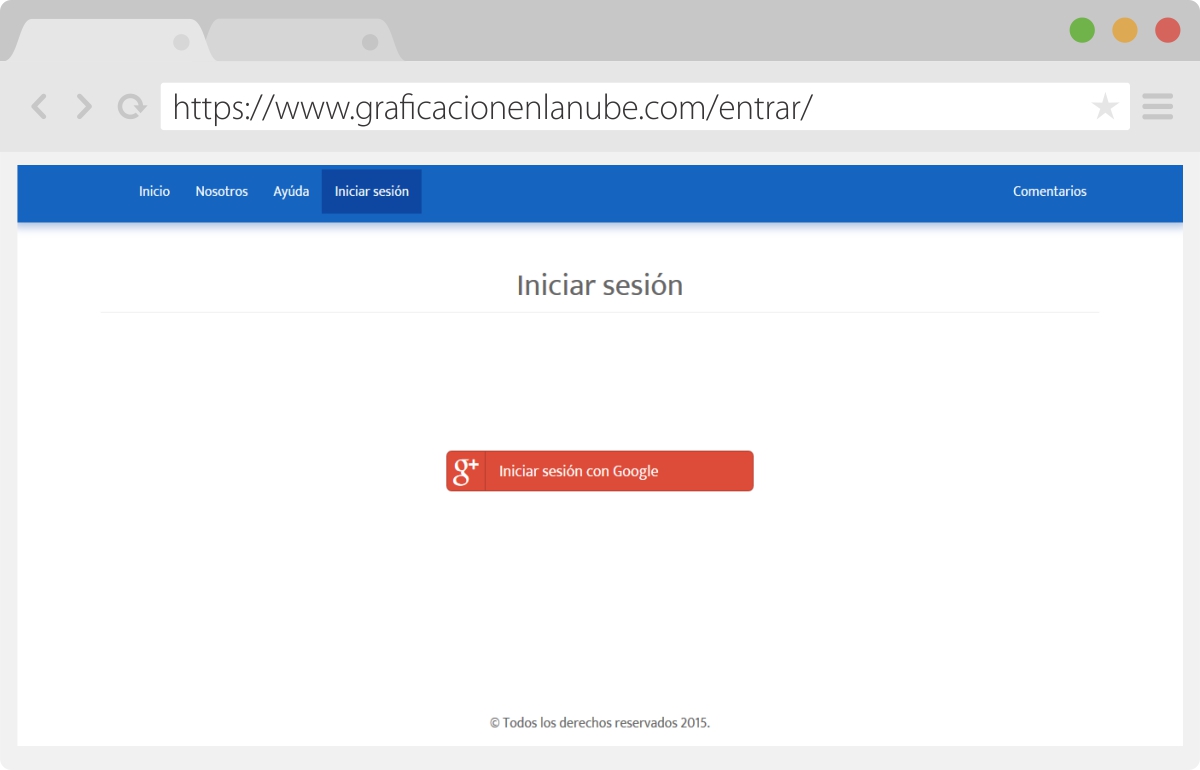 https://www.graficacionenlanube.com/entrar/
Inicio Nosotros Ayúda Iniciar sesión Comentarios
Iniciar sesión
g+ Iniciar sesión con Google
© Todos los derechos reservados 2015.